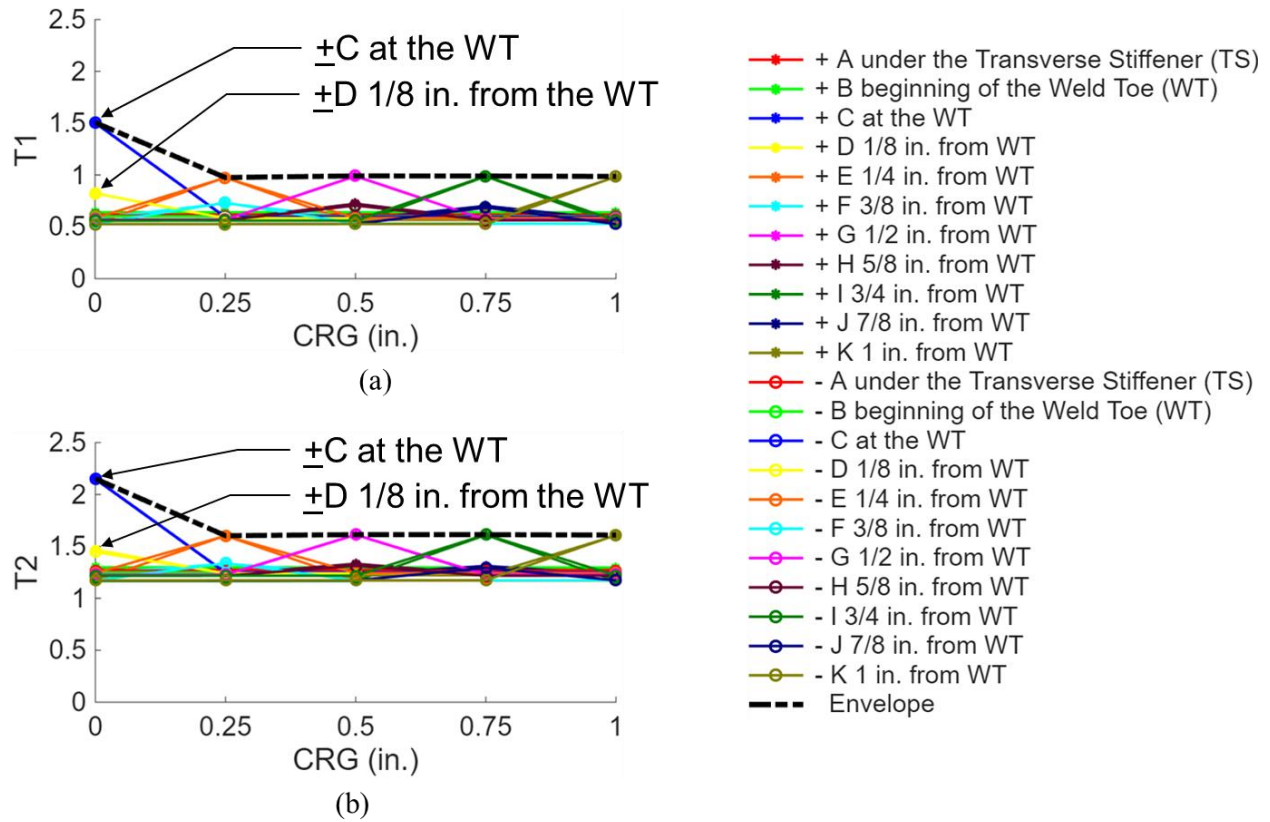 2.5
±C at the WT
2
±D 1/8 in. from the WT
1.5
T1
1
0.5
0
0 0.25 0.5 0.75 1
CRG (in.)
(a)
2.5
±C at the WT
2
±D 1/8 in. from the WT
1.5
T2
1
0.5
0
0 0.25 0.5 0.75 1
CRG (in.)
(b)
+ A under the Transverse Stiffener (TS)
+ B beginning of the Weld Toe (WT)
+ C at the WT
+ D 1/8 in. from WT
+ E 1/4 in. from WT
+ F 3/8 in. from WT
+ G 1/2 in. from WT
+ H 5/8 in. from WT
+ I 3/4 in. from WT
+ J 7/8 in. from WT
+ K 1 in. from WT
- A under the Transverse Stiffener (TS)
- B beginning of the Weld Toe (WT)
- C at the WT
- D 1/8 in. from WT
- E 1/4 in. from WT
- F 3/8 in. from WT
- G 1/2 in. from WT
- H 5/8 in. from WT
- I 3/4 in. from WT
- J 7/8 in. from WT
- K 1 in. from WT
Envelope